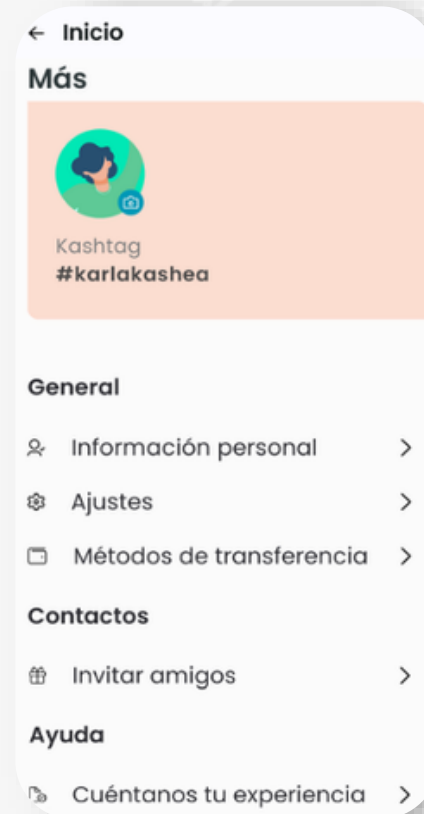 ← Inicio
Más
Kashtag
#karlakashea
General
Información personal
Ajustes
Métodos de transferencia
Contactos
Invitar amigos
Ayuda
Cuéntanos tu experiencia